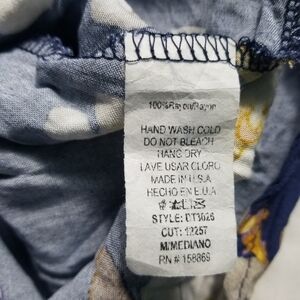 100% Rayon/Rayon
HAND WASH COLD
DO NOT BLEACH
HANG DRY
LAVE USAR CLORO
MADE IN U.S.A
HECHO EN E.U.A
STYLE: DT3026
CUT: 12257
M/MEDIANO
RN # 158869